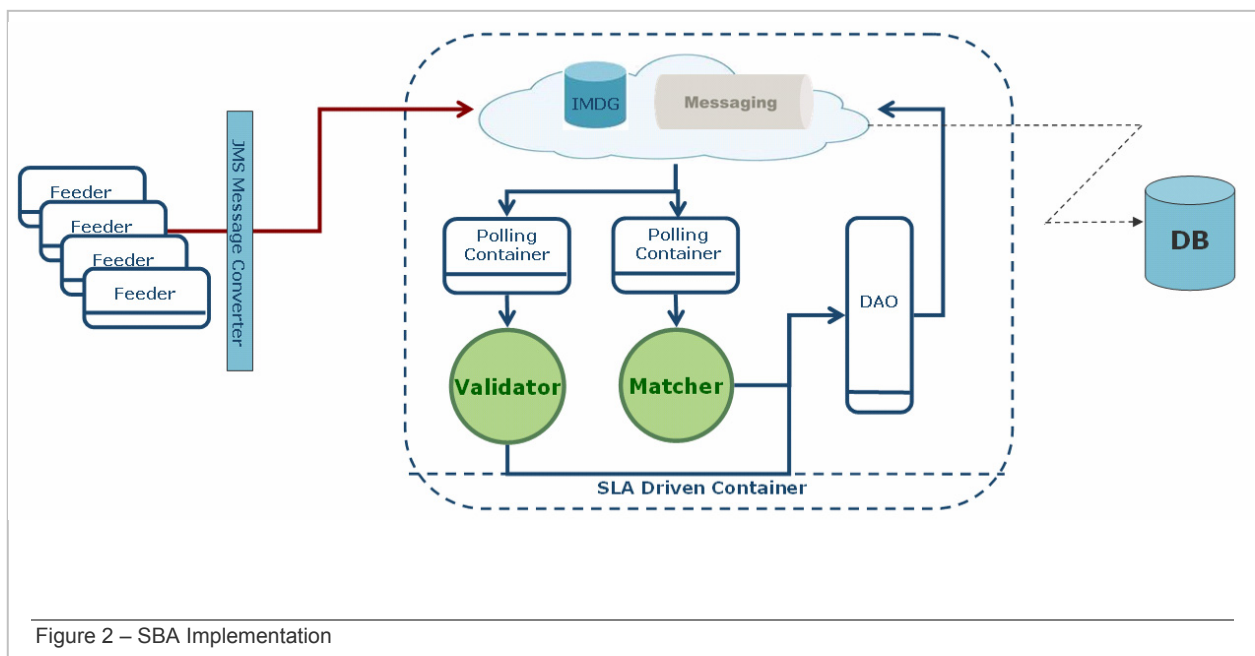 IMDG
Messaging
JMS Message Converter
Feeder
Feeder
Feeder
Feeder
Polling
Container
Polling
Container
DAO
DB
Validator
Matcher
SLA Driven Container
Figure 2 – SBA Implementation